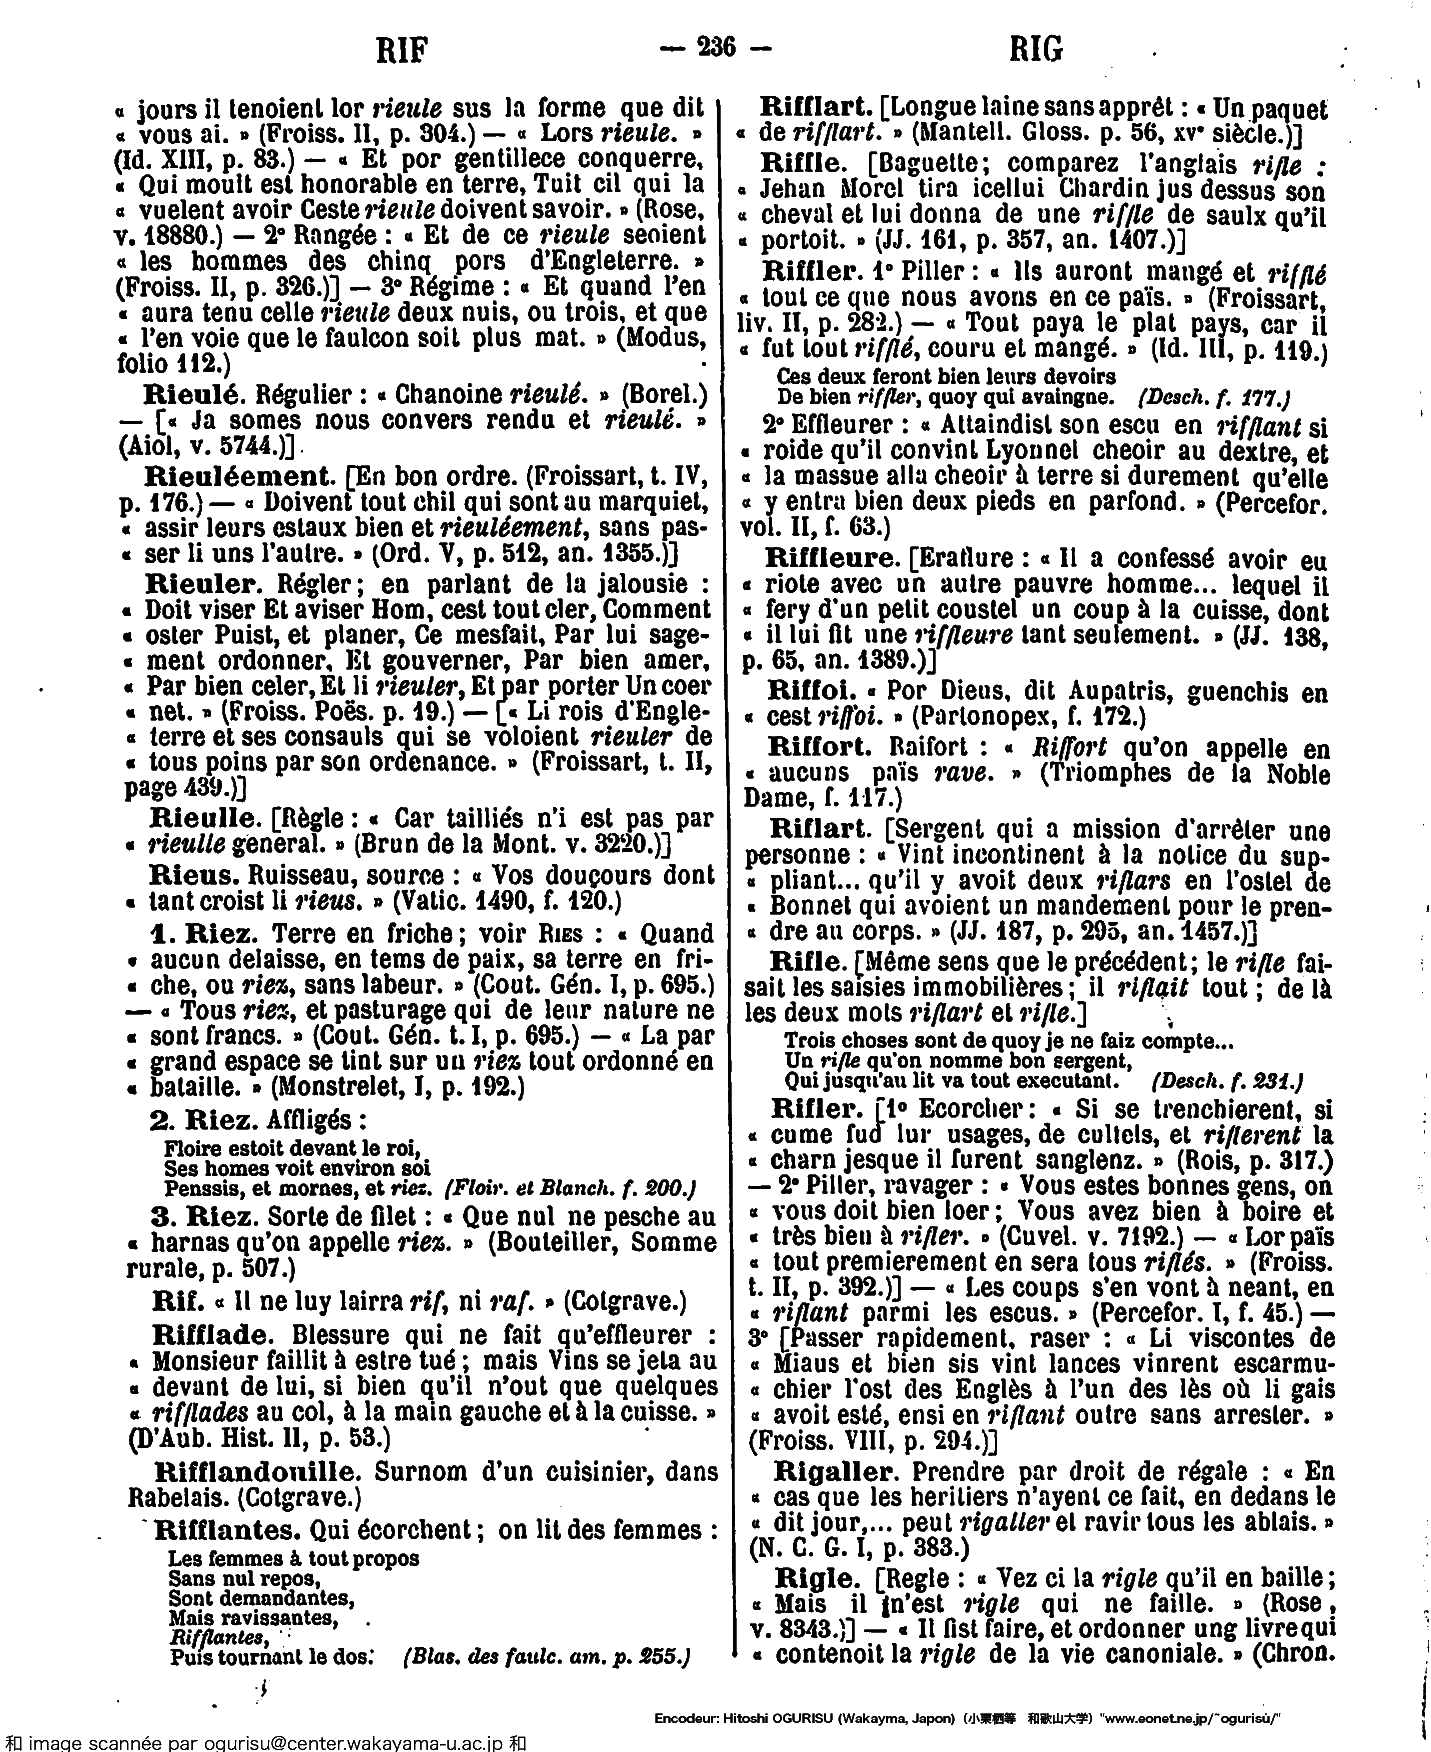 RIF — 236 — RIG
« jours il tenoient lor rieule sus la forme que dit
« vous ai. » (Froiss. II, p. 304.) — « Lors rieule. »
(Id. XIII, p. 83.) — « Et por gentillece conquerre,
« Qui moult est honorable en terre, Tuit cil qui la
« vuelent avoir Ceste rieule doivent savoir. » (Rose,
v. 18880.) — 2° Rangée : « Et de ce rieule seoient
« les hommes des chinq pors d'Engleterre. »
(Froiss. II, p. 326.)] — 3° Régime : « Et quand l'en
« aura tenu celle rieule deux nuis, ou trois, et que
« l'en voie que le faulcon soit plus mat. » (Modus,
folio 112.)
Rieulé. Régulier : « Chanoine rieulé. » (Borel.)
— [« Ja somes nous convers rendu et rieulé. »
(Aiol, v. 5744.)].
Rieuléement. [En bon ordre. (Froissart, t. IV,
p. 176.) — « Doivent tout chil qui sont au marquiet,
« assir leurs estaux bien et rieuléement, sans pas-
« ser li uns l'autre. » (Ord. V, p. 512, an. 1355.)]
Rieuler. Régler ; en parlant de la jalousie :
« Doit viser Et aviser Hom, cest tout cler, Comment
« oster Puist, et planer, Ce mesfait, Par lui sage-
« ment ordonner, Et gouverner, Par bien amer,
« Par bien celer, Et li rieuler, Et par porter Un coer
« net. » (Froiss. Poës. p. 19.) — [« Li rois d'Engle-
« terre et ses consauls qui se voloient rieuler de
« tous poins par son ordenance. » (Froissart, t. II,
page 439.)]
Rieulle. [Règle : « Car tailliés n'i est pas par
« rieulle general. » (Brun de la Mont. v. 3220.)]
Rieus. Ruisseau, source : « Vos douçours dont
« tant croist li rieus. » (Vatic. 1490, f. 120.)
1. Riez. Terre en friche ; voir RIES : « Quand
« aucun delaisse, en tems de paix, sa terre en fri-
« che, ou riez, sans labeur. » (Cout. Gén. I, p. 695.)
— « Tous riez, et pasturage qui de leur nature ne
« sont francs. » (Cout. Gén. t. I, p. 695.) — « La par
« grand espace se tint sur un riez tout ordonné en
« bataille. » (Monstrelet, I, p. 192.)
2. Riez. Affligés :
Floire estoit devant le roi,
Ses homes voit environ soi
Penssis, et mornes, et riez. (Floir. et Blanch. f. 200.)
3. Riez. Sorte de filet : « Que nul ne pesche au
« harnas qu'on appelle riez. » (Bouteiller, Somme
rurale, p. 507.)
Rif. « Il ne luy lairra rif, ni raf. » (Cotgrave.)
Rifflade. Blessure qui ne fait qu'effleurer :
« Monsieur faillit à estre tué ; mais Vins se jeta au
« devant de lui, si bien qu'il n'out que quelques
« rifflades au col, à la main gauche et à la cuisse. »
(D'Aub. Hist. II, p. 53.)
Rifflandouille. Surnom d'un cuisinier, dans
Rabelais. (Cotgrave.)
Rifflantes. Qui écorchent ; on lit des femmes :
Les femmes à tout propos
Sans nul repos,
Sont demandantes,
Mais ravissantes,
Rifflantes,
Puis tournant le dos. (Blas. des faulc. am. p. 255.)
Rifflart. [Longue laine sans apprêt : « Un paquet
« de rifflart. » (Mantell. Gloss. p. 56, XVe siècle.)]
Riffle. [Baguette ; comparez l'anglais rifle :
« Jehan Morel tira icellui Chardin jus dessus son
« cheval et lui donna de une riffle de saulx qu'il
« portoit. » (JJ. 161, p. 357, an. 1407.)]
Riffler. 1° Piller : « Ils auront mangé et rifflé
« tout ce que nous avons en ce païs. » (Froissart,
liv. II, p. 282.) — « Tout paya le plat pays, car il
« fut tout rifflé, couru et mangé. » (Id. III, p. 119.)
Ces deux feront bien leurs devoirs
De bien riffler, quoy qui avaingne. (Desch. f. 177.)
2° Effleurer : « Attaindist son escu en rifflant si
« roide qu'il convint Lyonnel cheoir au dextre, et
« la massue alla cheoir à terre si durement qu'elle
« y entra bien deux pieds en parfond. » (Percefor.
vol. II, f. 63.)
Riffleure. [Eraflure : « Il a confessé avoir eu
« riote avec un autre pauvre homme... lequel il
« fery d'un petit coustel un coup à la cuisse, dont
« il lui fit une riffleure tant seulement. » (JJ. 138,
p. 65, an. 1389.)]
Riffoi. « Por Dieus, dit Aupatris, guenchis en
« cest riffoi. » (Partonopex, f. 172.)
Riffort. Raifort : « Riffort qu'on appelle en
« aucuns païs rave. » (Triomphes de la Noble
Dame, f. 117.)
Riflart. [Sergent qui a mission d'arrêter une
personne : « Vint incontinent à la notice du sup-
« pliant... qu'il y avoit deux riflars en l'ostel de
« Bonnet qui avoient un mandement pour le pren-
« dre au corps. » (JJ. 187, p. 295, an. 1457.)]
Rifle. [Même sens que le précédent ; le rifle fai-
sait les saisies immobilières ; il riflait tout ; de là
les deux mots riflart et rifle.]
Trois choses sont de quoy je ne faiz compte...
Un rifle qu'on nomme bon sergent,
Qui jusqu'au lit va tout executant. (Desch. f. 231.)
Rifler. [1° Ecorcher : « Si se trenchierent, si
« cume fud lur usages, de cultels, et riflerent la
« charn jesque il furent sanglenz. » (Rois, p. 317.)
— 2° Piller, ravager : « Vous estes bonnes gens, on
« vous doit bien loer ; Vous avez bien à boire et
« très bien à rifler. » (Cuvel. v. 7192.) — « Lor païs
« tout premierement en sera tous riflés. » (Froiss.
t. II, p. 392.)] — « Les coups s'en vont à neant, en
« riflant parmi les escus. » (Percefor. I, f. 45.) —
3° [Passer rapidement, raser : « Li viscontes de
« Miaus et bien sis vint lances vinrent escarmu-
« chier l'ost des Englès à l'un des lès où li gais
« avoit esté, ensi en riflant outre sans arrester. »
(Froiss. VIII, p. 294.)]
Rigaller. Prendre par droit de régale : « En
« cas que les heritiers n'ayent ce fait, en dedans le
« dit jour,... peut rigaller et ravir tous les ablais. »
(N. C. G. I, p. 383.)
Rigle. [Regle : « Vez ci la rigle qu'il en baille ;
« Mais il n'est rigle qui ne faille. » (Rose,
v. 8343.)] — « Il fist faire, et ordonner ung livre qui
« contenoit la rigle de la vie canoniale. » (Chron.
Encodeur: Hitoshi OGURISU (Wakayma, Japon) (小栗栖等 和歌山大学) "www.eonet.ne.jp/~ogurisu/"
和 image scannée par ogurisu@center.wakayama-u.ac.jp 和